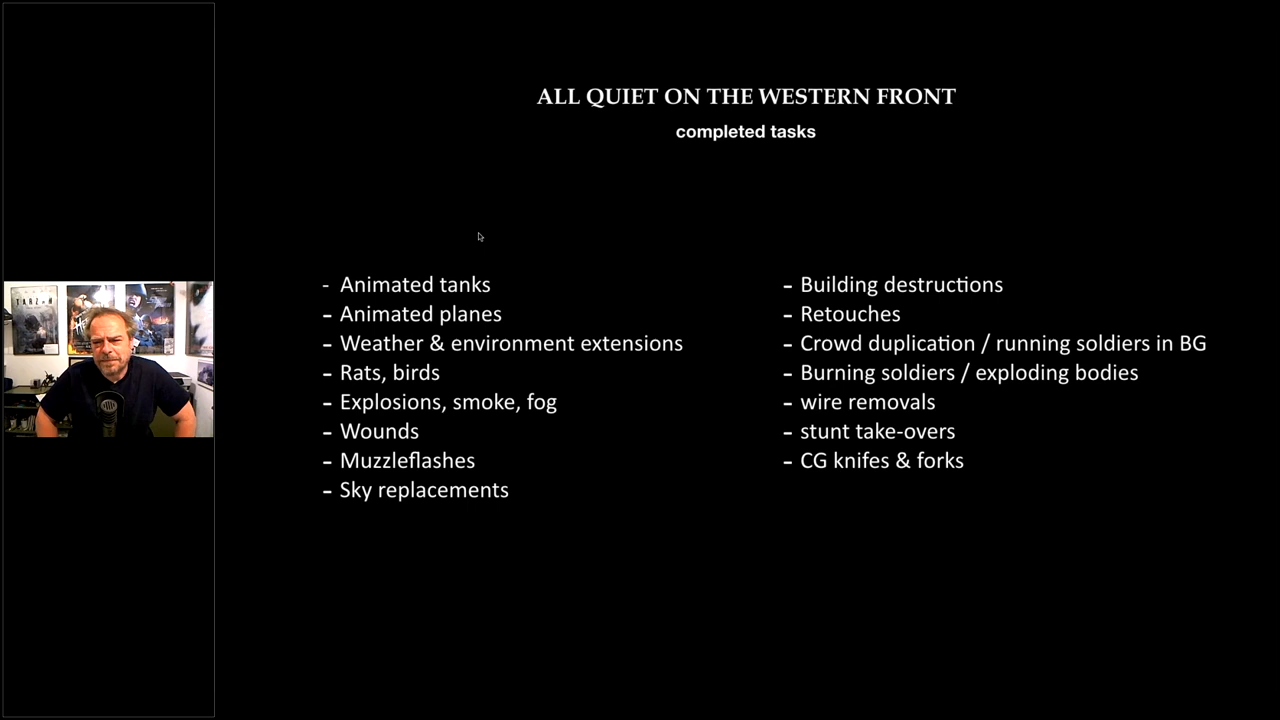 ALL QUIET ON THE WESTERN FRONT
completed tasks
- Animated tanks
- Animated planes
- Weather & environment extensions
- Rats, birds
- Explosions, smoke, fog
- Wounds
- Muzzleflashes
- Sky replacements
- Building destructions
- Retouches
- Crowd duplication / running soldiers in BG
- Burning soldiers / exploding bodies
- wire removals
- stunt take-overs
- CG knifes & forks
TARZAN